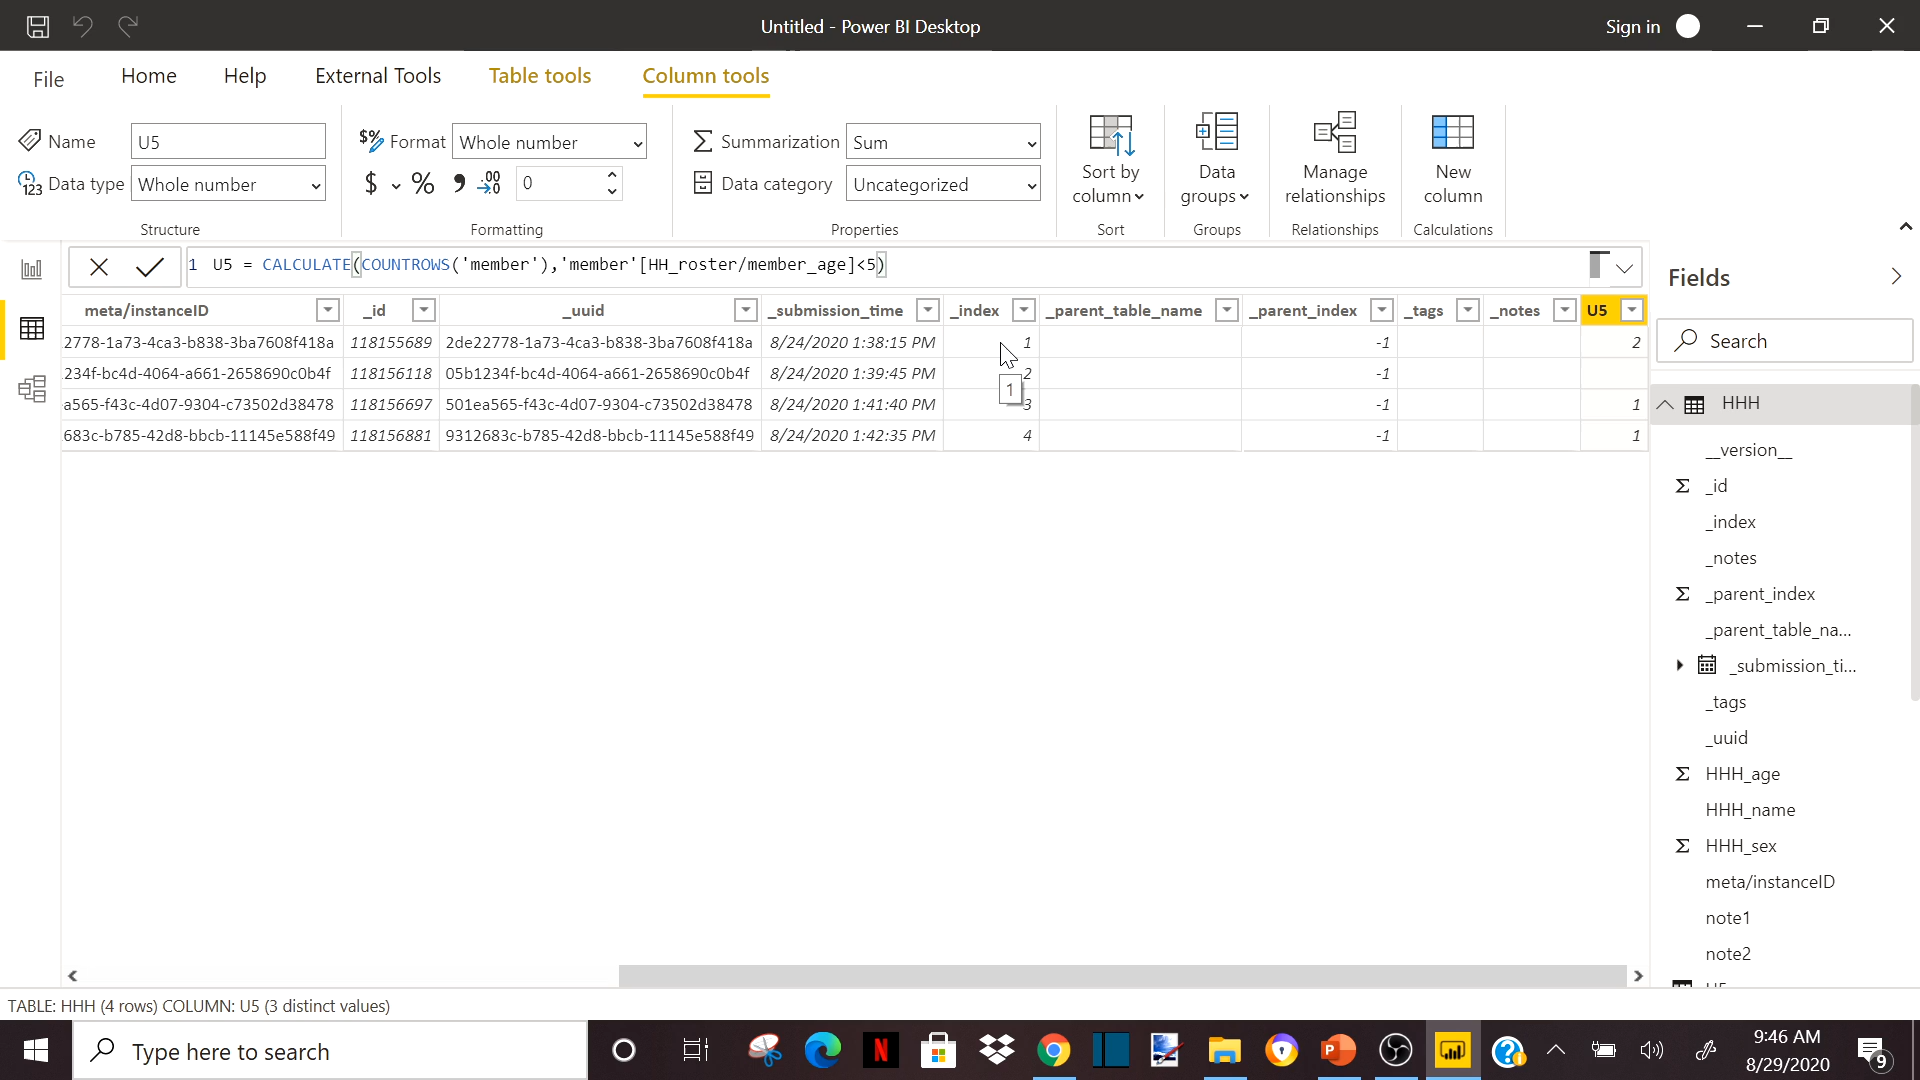 Untitled - Power BI Desktop
Sign in
File
Home
Help
External Tools
Table tools
Column tools
Name
U5
Format
Whole number
Summarization
Sum
Data type
Whole number
$
%
0
Data category
Uncategorized
Sort by
column
Data
groups
Manage
relationships
New
column
Structure
Formatting
Properties
Sort
Groups
Relationships
Calculations
1 U5 = CALCULATE(COUNTROWS('member'),'member'[HH_roster/member_age]<5)
meta/instanceID _id _uuid _submission_time _index _parent_table_name _parent_index _tags _notes U5
2778-1a73-4ca3-b838-3ba7608f418a 118155689 2de22778-1a73-4ca3-b838-3ba7608f418a 8/24/2020 1:38:15 PM 1 -1 2
234f-bc4d-4064-a661-2658690c0b4f 118156118 05b1234f-bc4d-4064-a661-2658690c0b4f 8/24/2020 1:39:45 PM 2 -1
a565-f43c-4d07-9304-c73502d38478 118156697 501ea565-f43c-4d07-9304-c73502d38478 8/24/2020 1:41:40 PM 3 -1 1
683c-b785-42d8-bbcb-11145e588f49 118156881 9312683c-b785-42d8-bbcb-11145e588f49 8/24/2020 1:42:35 PM 4 -1 1
1
Fields
Search
HHH
__version__
_id
_index
_notes
_parent_index
_parent_table_na...
_submission_ti...
_tags
_uuid
HHH_age
HHH_name
HHH_sex
meta/instanceID
note1
note2
TABLE: HHH (4 rows) COLUMN: U5 (3 distinct values)
Type here to search
9:46 AM
8/29/2020
9